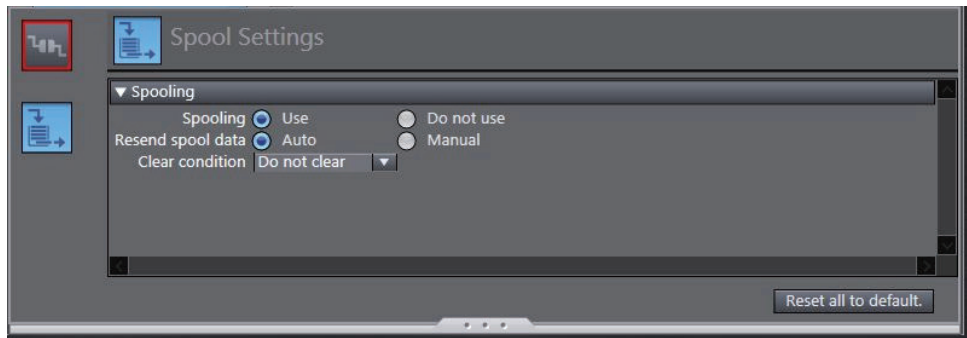 Spool Settings
▼ Spooling
Spooling Use Do not use
Resend spool data Auto Manual
Clear condition Do not clear
Reset all to default.